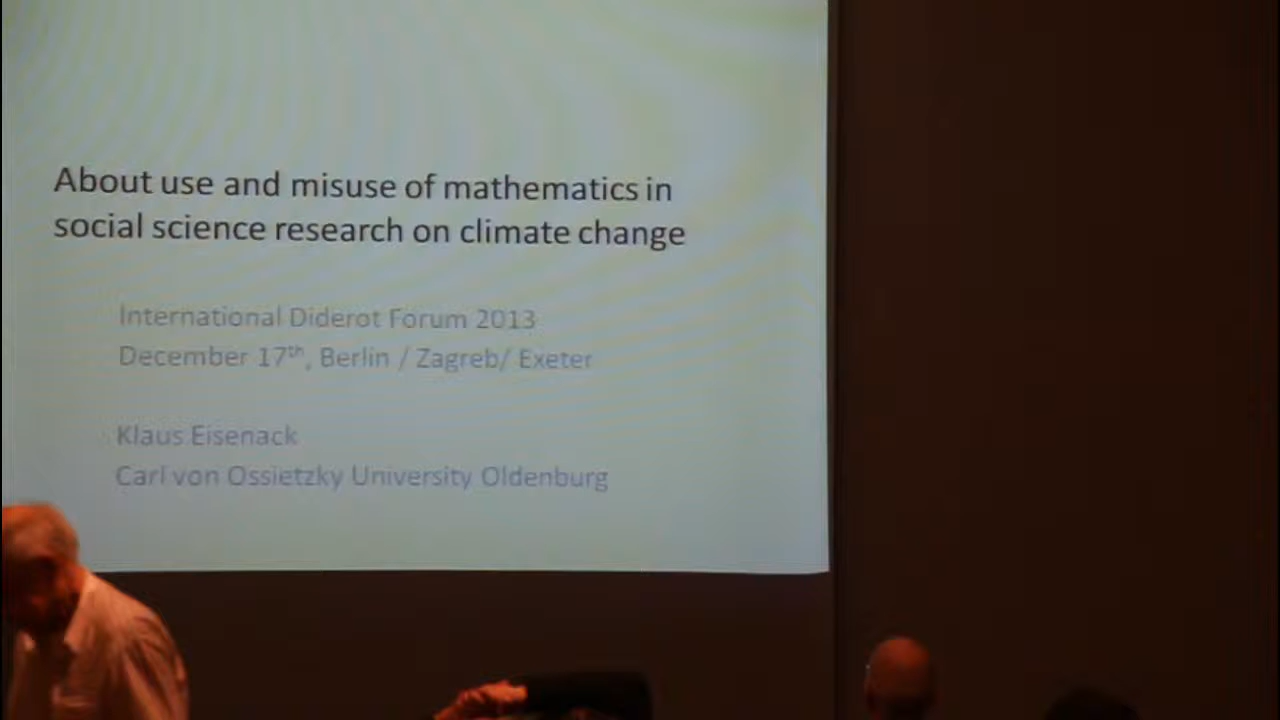 About use and misuse of mathematics in
social science research on climate change
International Diderot Forum 2013
December 17th, Berlin / Zagreb/ Exeter
Klaus Eisenack
Carl von Ossietzky University Oldenburg